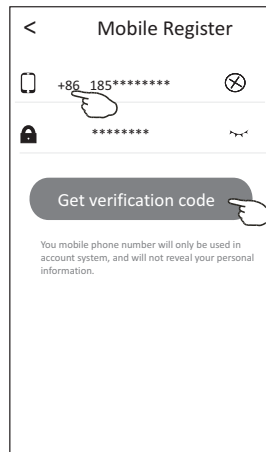 < Mobile Register
+86 185********
********
Get verification code
You mobile phone number will only be used in
account system, and will not reveal your personal
information.